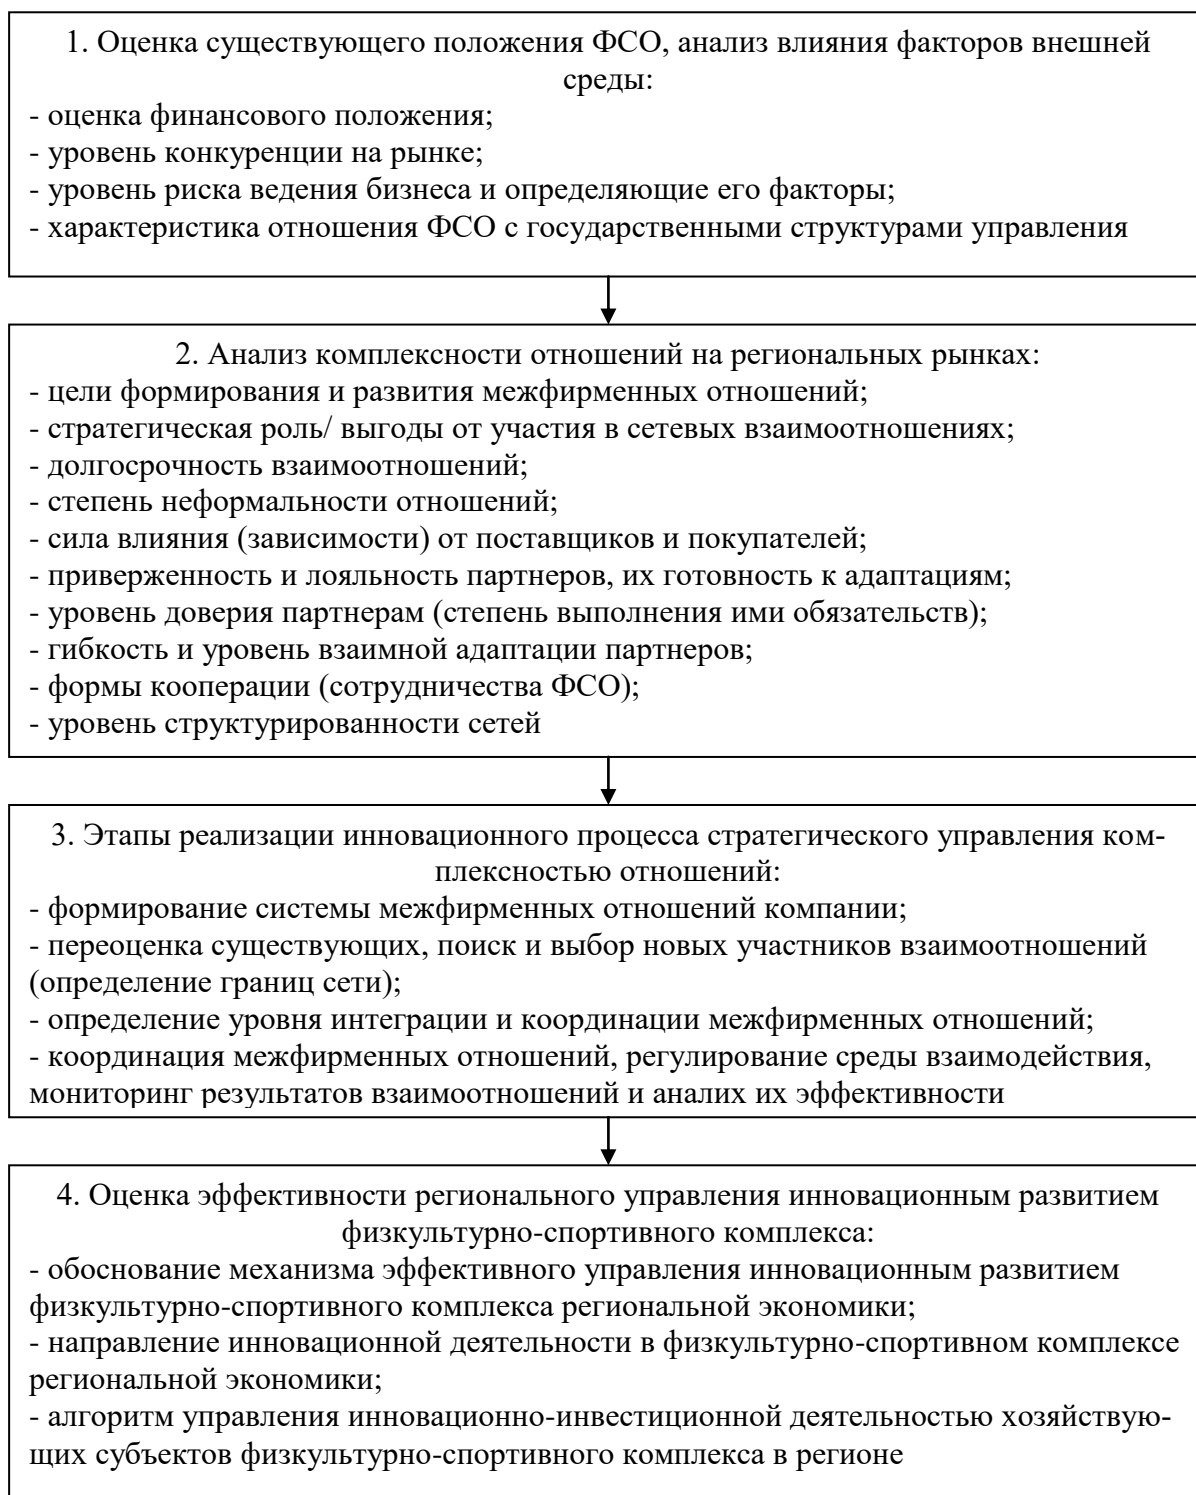 1. Оценка существующего положения ФСО, анализ влияния факторов внешней
среды:
- оценка финансового положения;
- уровень конкуренции на рынке;
- уровень риска ведения бизнеса и определяющие его факторы;
- характеристика отношения ФСО с государственными структурами управления
2. Анализ комплексности отношений на региональных рынках:
- цели формирования и развития межфирменных отношений;
- стратегическая роль/ выгоды от участия в сетевых взаимоотношениях;
- долгосрочность взаимоотношений;
- степень неформальности отношений;
- сила влияния (зависимости) от поставщиков и покупателей;
- приверженность и лояльность партнеров, их готовность к адаптациям;
- уровень доверия партнерам (степень выполнения ими обязательств);
- гибкость и уровень взаимной адаптации партнеров;
- формы кооперации (сотрудничества ФСО);
- уровень структурированности сетей
3. Этапы реализации инновационного процесса стратегического управления ком-
плексностью отношений:
- формирование системы межфирменных отношений компании;
- переоценка существующих, поиск и выбор новых участников взаимоотношений
(определение границ сети);
- определение уровня интеграции и координации межфирменных отношений;
- координация межфирменных отношений, регулирование среды взаимодействия,
мониторинг результатов взаимоотношений и аналих их эффективности
4. Оценка эффективности регионального управления инновационным развитием
физкультурно-спортивного комплекса:
- обоснование механизма эффективного управления инновационным развитием
физкультурно-спортивного комплекса региональной экономики;
- направление инновационной деятельности в физкультурно-спортивном комплексе
региональной экономики;
- алгоритм управления инновационно-инвестиционной деятельностью хозяйствую-
щих субъектов физкультурно-спортивного комплекса в регионе